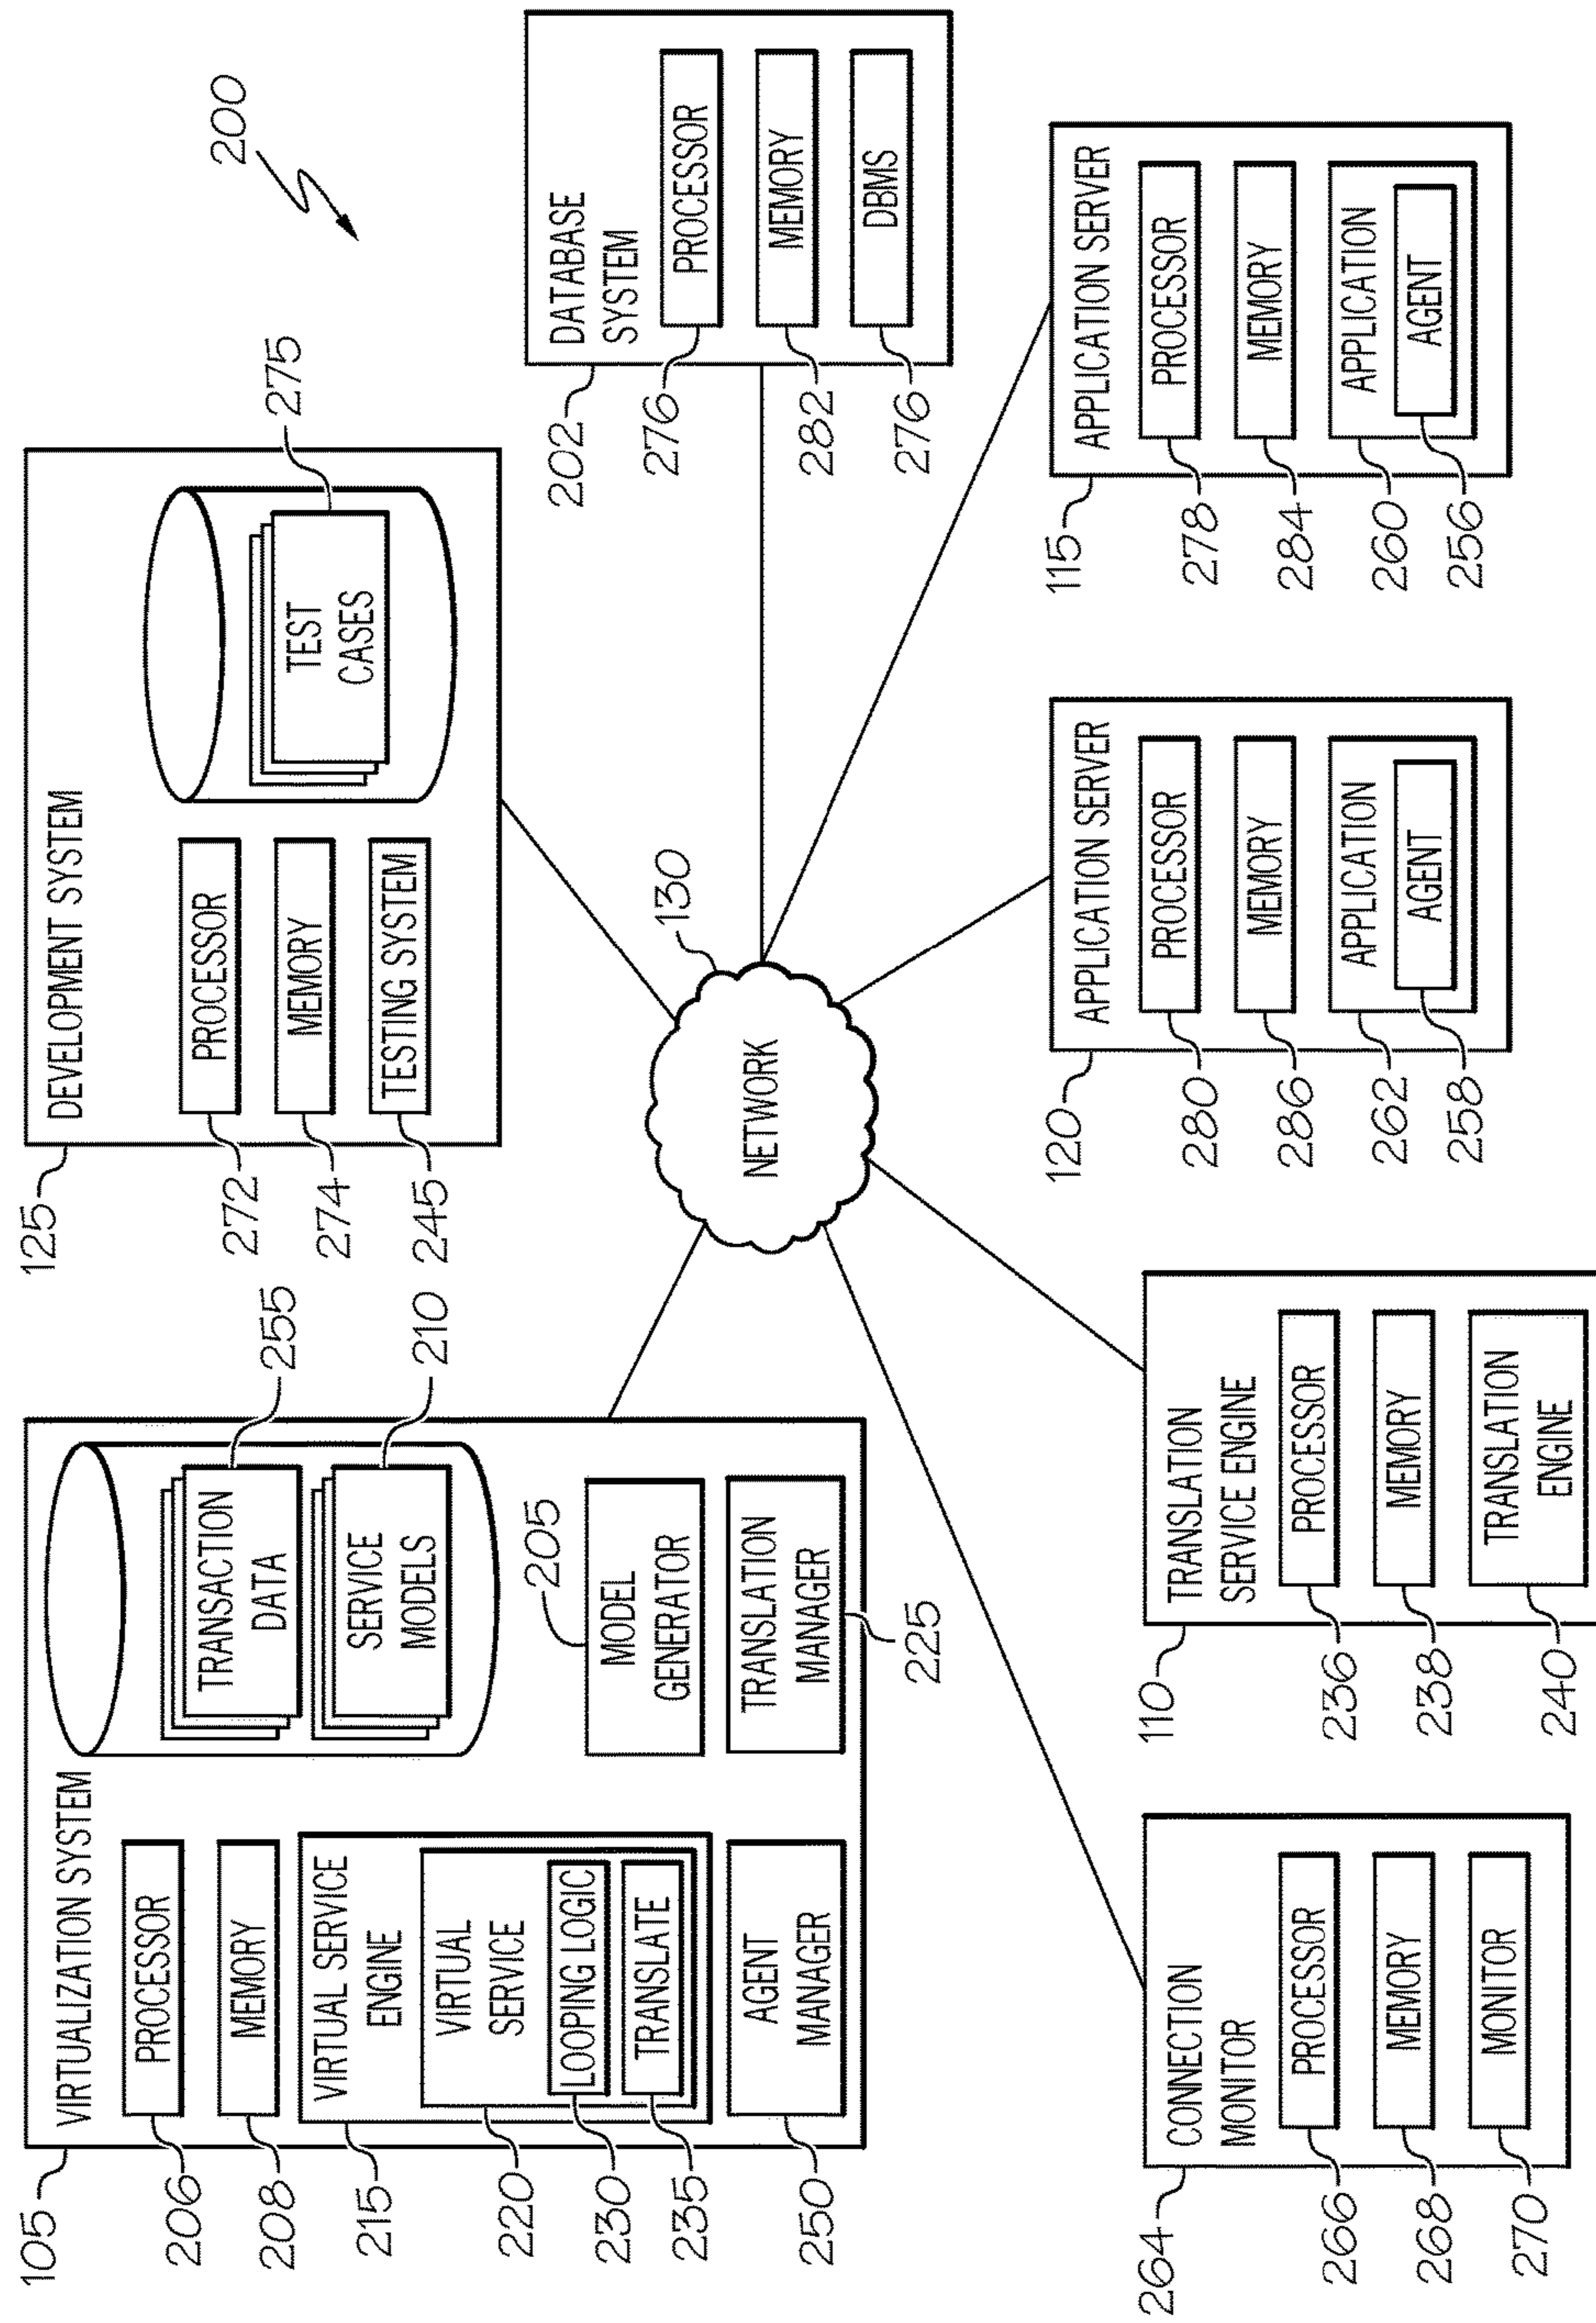 200
105
VIRTUALIZATION SYSTEM
206
PROCESSOR
208
MEMORY
215
VIRTUAL SERVICE
ENGINE
220
VIRTUAL
SERVICE
230
LOOPING LOGIC
235
TRANSLATE
250
AGENT
MANAGER
TRANSACTION
DATA
255
SERVICE
MODELS
210
205
MODEL
GENERATOR
TRANSLATION
MANAGER
225
125
DEVELOPMENT SYSTEM
272
PROCESSOR
274
MEMORY
245
TESTING SYSTEM
TEST
CASES
275
NETWORK
130
202
DATABASE
SYSTEM
276
PROCESSOR
282
MEMORY
276
DBMS
264
CONNECTION
MONITOR
266
PROCESSOR
268
MEMORY
270
MONITOR
110
TRANSLATION
SERVICE ENGINE
236
PROCESSOR
238
MEMORY
240
TRANSLATION
ENGINE
120
APPLICATION SERVER
280
PROCESSOR
286
MEMORY
262
APPLICATION
258
AGENT
115
APPLICATION SERVER
278
PROCESSOR
284
MEMORY
260
APPLICATION
256
AGENT